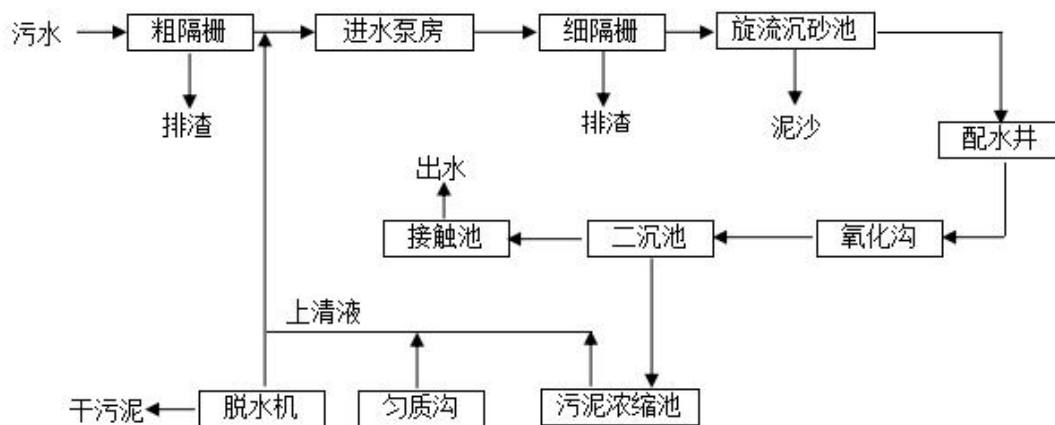 污水
粗隔栅
进水泵房
细隔栅
旋流沉砂池
排渣
排渣
泥沙
配水井
出水
接触池
二沉池
氧化沟
上清液
干污泥
脱水机
匀质沟
污泥浓缩池